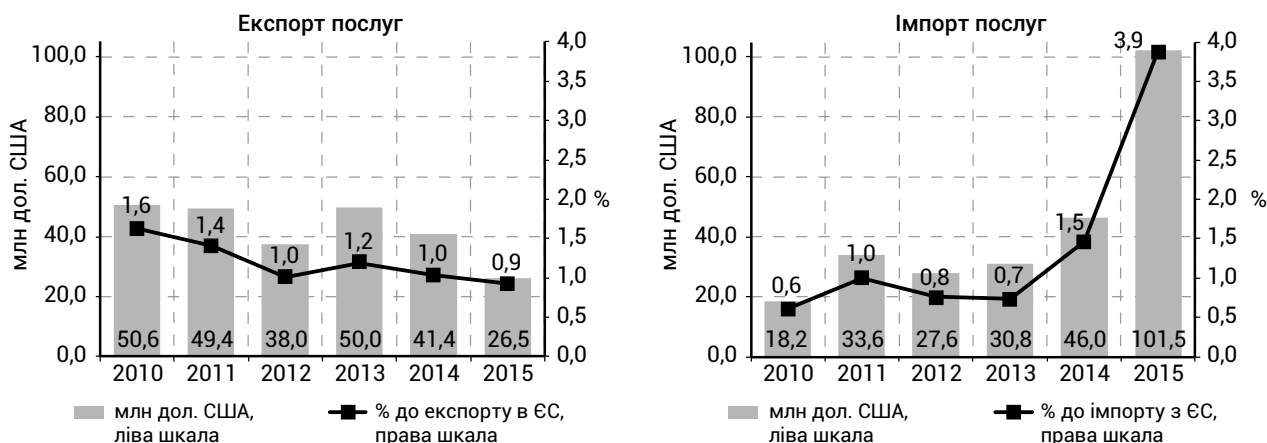 Експорт послуг
млн дол. США
100,0
80,0
60,0
40,0
20,0
0,0
4,0
3,5
3,0
2,5
2,0
1,5
1,0
0,5
0,0
%
1,6
1,4
1,0
1,2
1,0
0,9
50,6 49,4 38,0 50,0 41,4 26,5
2010 2011 2012 2013 2014 2015
млн дол. США,
ліва шкала
% до експорту в ЄС,
права шкала
Імпорт послуг
млн дол. США
100,0
80,0
60,0
40,0
20,0
0,0
4,0
3,5
3,0
2,5
2,0
1,5
1,0
0,5
0,0
%
0,6
1,0
0,8
0,7
1,5
3,9
18,2 33,6 27,6 30,8 46,0 101,5
2010 2011 2012 2013 2014 2015
млн дол. США,
ліва шкала
% до імпорту з ЄС,
права шкала